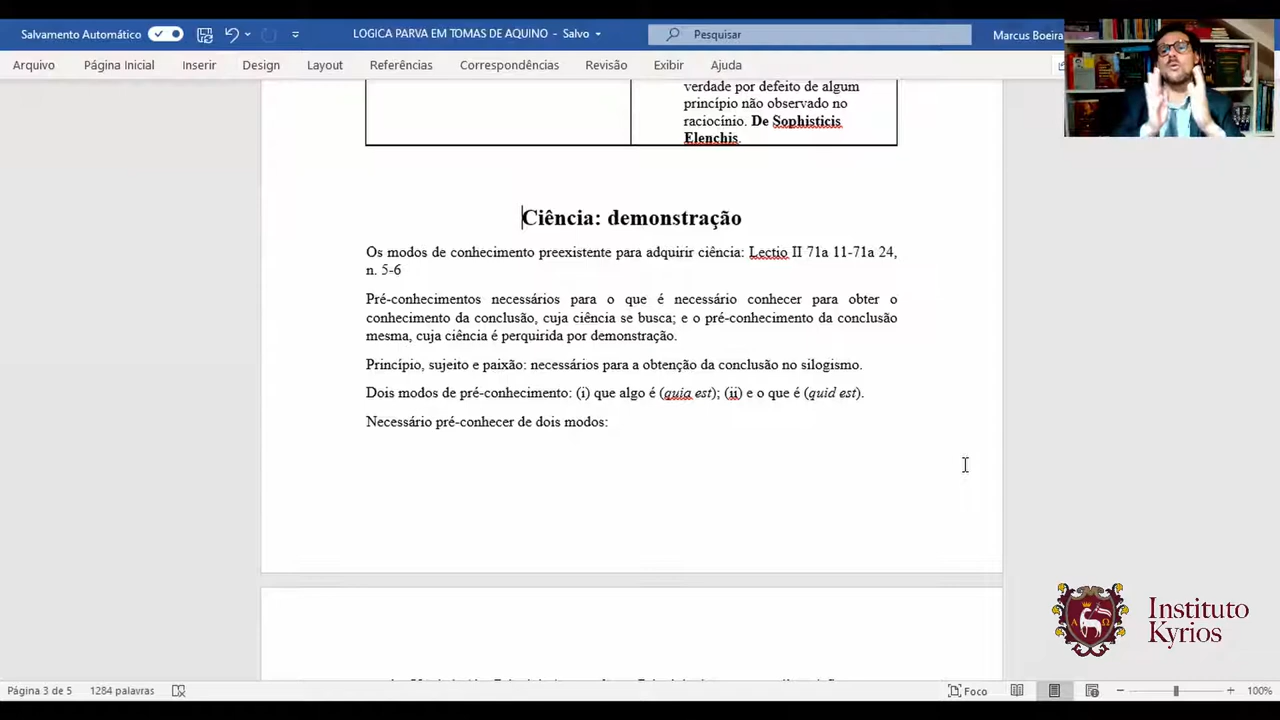 Salvamento Automático
LOGICA PARVA EM TOMAS DE AQUINO - Salvo
Pesquisar
Marcus Boeira
Arquivo Página Inicial Inserir Design Layout Referências Correspondências Revisão Exibir Ajuda
verdade por defeito de algum
princípio não observado no
raciocínio. De Sophisticis
Elenchis.
Ciência: demonstração
Os modos de conhecimento preexistente para adquirir ciência: Lectio II 71a 11-71a 24,
n. 5-6
Pré-conhecimentos necessários para o que é necessário conhecer para obter o
conhecimento da conclusão, cuja ciência se busca; e o pré-conhecimento da conclusão
mesma, cuja ciência é perquirida por demonstração.
Princípio, sujeito e paixão: necessários para a obtenção da conclusão no silogismo.
Dois modos de pré-conhecimento: (i) que algo é (quia est); (ii) e o que é (quid est).
Necessário pré-conhecer de dois modos:
Α Ω
Instituto
Kyrios
Página 3 de 5 1284 palavras
Foco
100%